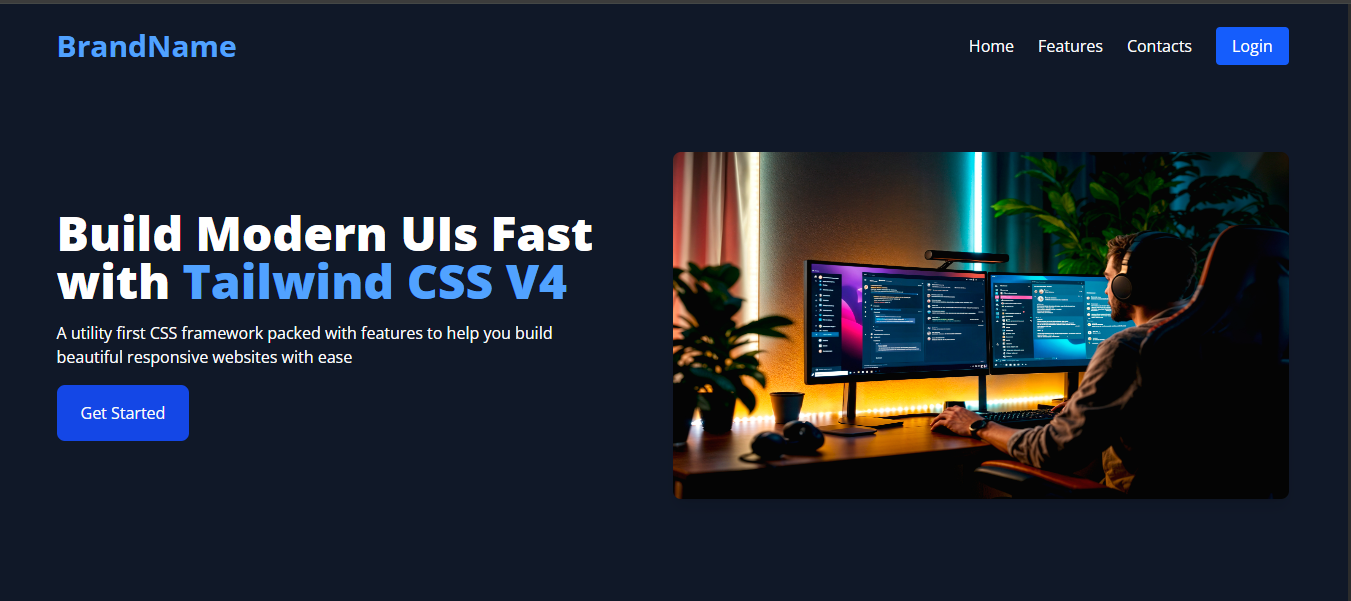 BrandName
Home Features Contacts Login
Build Modern UIs Fast
with Tailwind CSS V4
A utility first CSS framework packed with features to help you build
beautiful responsive websites with ease
Get Started